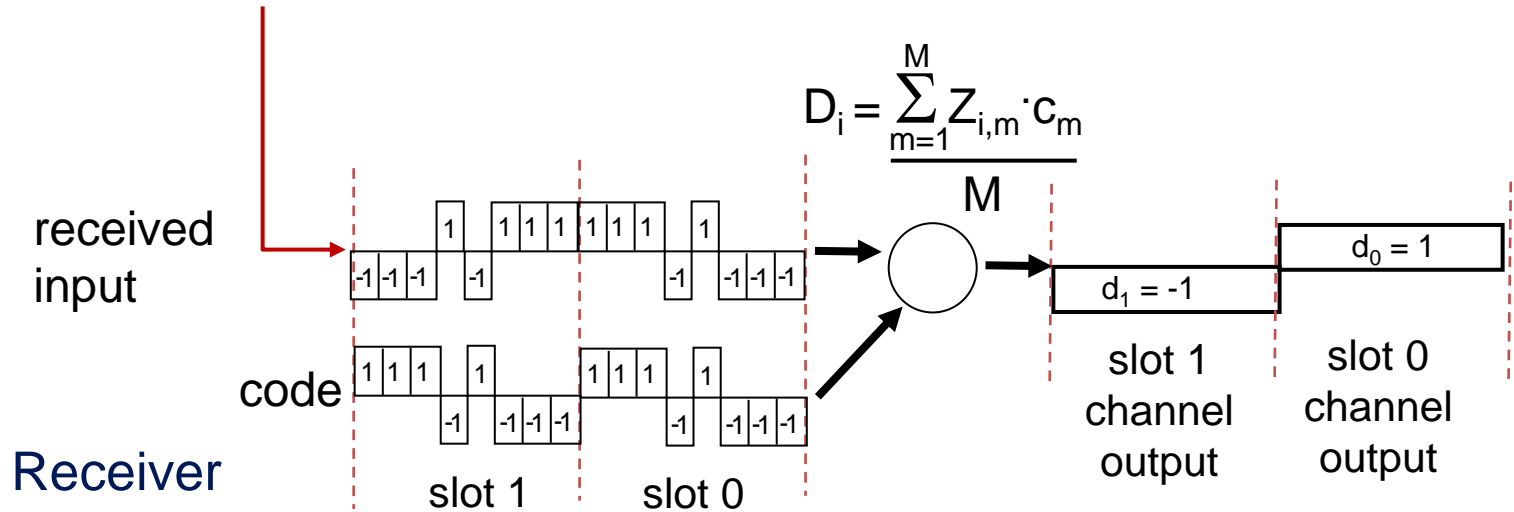 M
D_i = ∑ Z_{i,m}·c_m
m=1
M
received
input
1 1 1 1 1 1 1 1
-1 -1 -1 -1 -1 -1 -1 -1
d_0 = 1
d_1 = -1
code
1 1 1 1 1 1 1 1
-1 -1 -1 -1 -1 -1 -1 -1
slot 1
channel
output
slot 0
channel
output
Receiver
slot 1
slot 0